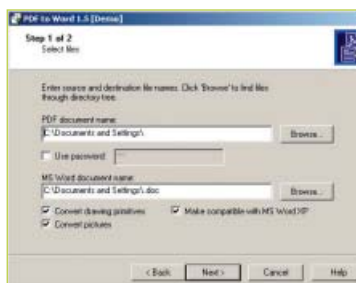 PDF to Word 1.5 [Demo]
Step 1 of 2
Select files
Enter source and destination file names. Click 'Browse' to find files
through directory tree.
PDF document name:
C:\Documents and Settings\
Browse...
Use password:
MS Word document name:
C:\Documents and Settings\.doc
Browse...
Convert drawing primitives
Make compatible with MS Word XP
Convert pictures
< Back
Next >
Cancel
Help